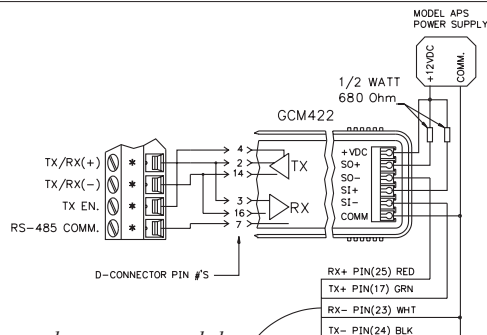 MODEL APS
POWER SUPPLY
+12VDC
COMM.
1/2 WATT
680 Ohm
GCM422
4
2
14
TX
3
16
7
RX
+VDC
SO+
SO-
SI+
SI-
COMM
TX/RX(+)
*
TX/RX(-)
*
TX EN.
*
RS-485 COMM.
*
D-CONNECTOR PIN #'S
RX+ PIN(25) RED
TX+ PIN(17) GRN
RX- PIN(23) WHT
TX- PIN(24) BLK